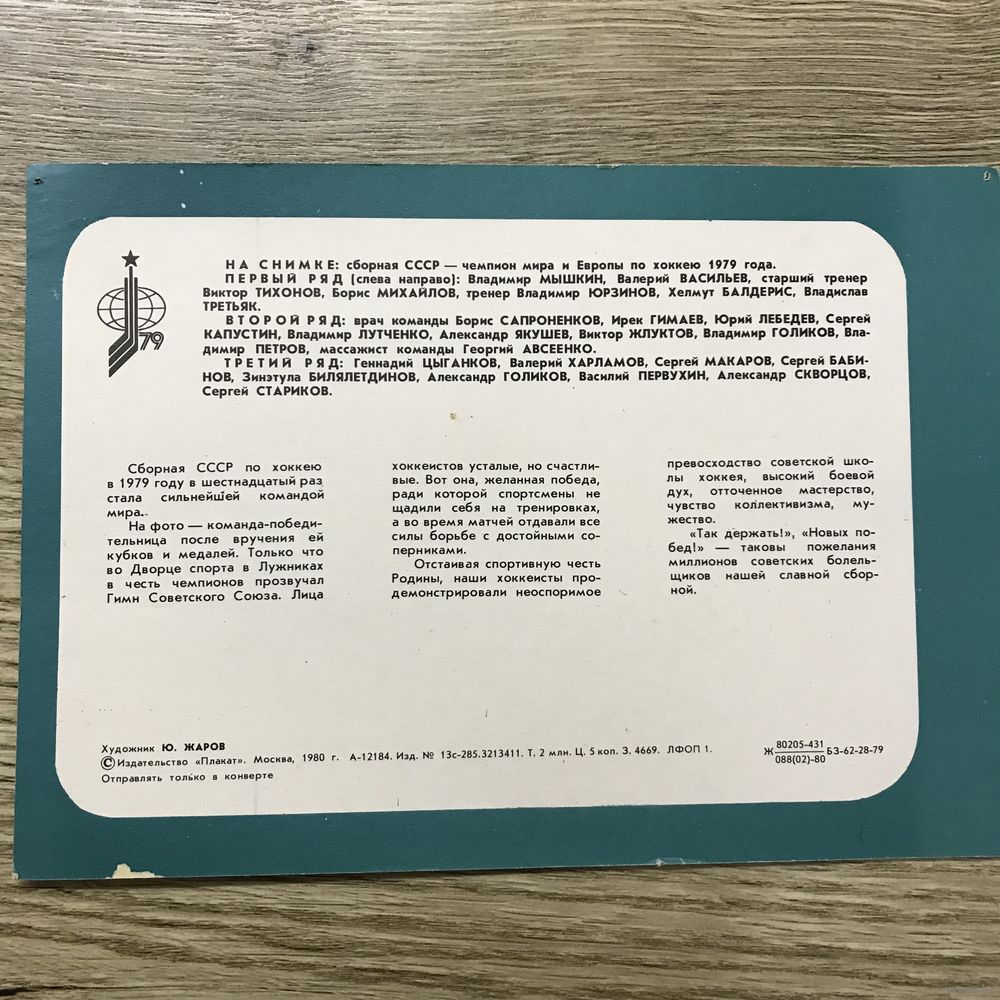 79
НА СНИМКЕ: сборная СССР — чемпион мира и Европы по хоккею 1979 года.
ПЕРВЫЙ РЯД (слева направо): Владимир МЫШКИН, Валерий ВАСИЛЬЕВ, старший тренер
Виктор ТИХОНОВ, Борис МИХАЙЛОВ, тренер Владимир ЮРЗИНОВ, Хелмут БАЛДЕРИС, Владислав
ТРЕТЬЯК.
ВТОРОЙ РЯД: врач команды Борис САПРОНЕНКОВ, Ирек ГИМАЕВ, Юрий ЛЕБЕДЕВ, Сергей
КАПУСТИН, Владимир ЛУТЧЕНКО, Александр ЯКУШЕВ, Виктор ЖЛУКТОВ, Владимир ГОЛИКОВ, Вла-
димир ПЕТРОВ, массажист команды Георгий АВСЕЕНКО.
ТРЕТИЙ РЯД: Геннадий ЦЫГАНКОВ, Валерий ХАРЛАМОВ, Сергей МАКАРОВ, Сергей БАБИ-
НОВ, Зинэтула БИЛЯЛЕТДИНОВ, Александр ГОЛИКОВ, Василий ПЕРВУХИН, Александр СКВОРЦОВ,
Сергей СТАРИКОВ.
Сборная СССР по хоккею
в 1979 году в шестнадцатый раз
стала сильнейшей командой
мира.
На фото — команда-победи-
тельница после вручения ей
кубков и медалей. Только что
во Дворце спорта в Лужниках
в честь чемпионов прозвучал
Гимн Советского Союза. Лица
хоккеистов усталые, но счастли-
вые. Вот она, желанная победа,
ради которой спортсмены не
щадили себя на тренировках,
а во время матчей отдавали все
силы борьбе с достойными со-
перниками.
Отстаивая спортивную честь
Родины, наши хоккеисты про-
демонстрировали неоспоримое
превосходство советской шко-
лы хоккея, высокий боевой
дух, отточенное мастерство,
чувство коллективизма, му-
жество.
«Так держать!», «Новых по-
бед!» — таковы пожелания
миллионов советских болель-
щиков нашей славной сбор-
ной.
Художник Ю. ЖАРОВ
© Издательство «Плакат». Москва, 1980 г. А-12184. Изд. № 13с-285.3213411. Т. 2 млн. Ц. 5 коп. З. 4669. ЛФОП 1.
Отправлять только в конверте
Ж 80205-431 БЗ-62-28-79
088(02)-80